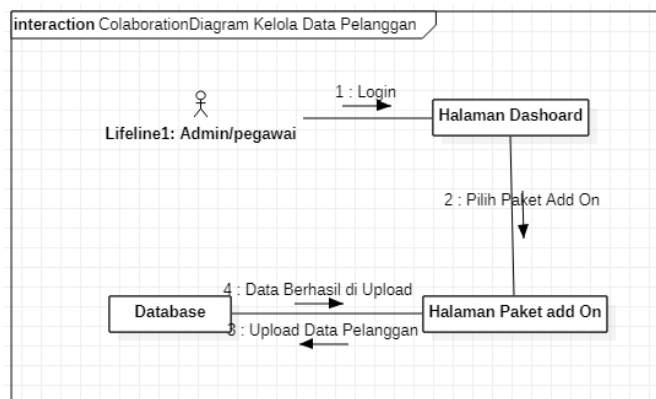 interaction ColaborationDiagram Kelola Data Pelanggan
1 : Login
Halaman Dashoard
Lifeline1: Admin/pegawai
2 : Pilih Paket Add On
4 : Data Berhasil di Upload
Database
Halaman Paket add On
3 : Upload Data Pelanggan